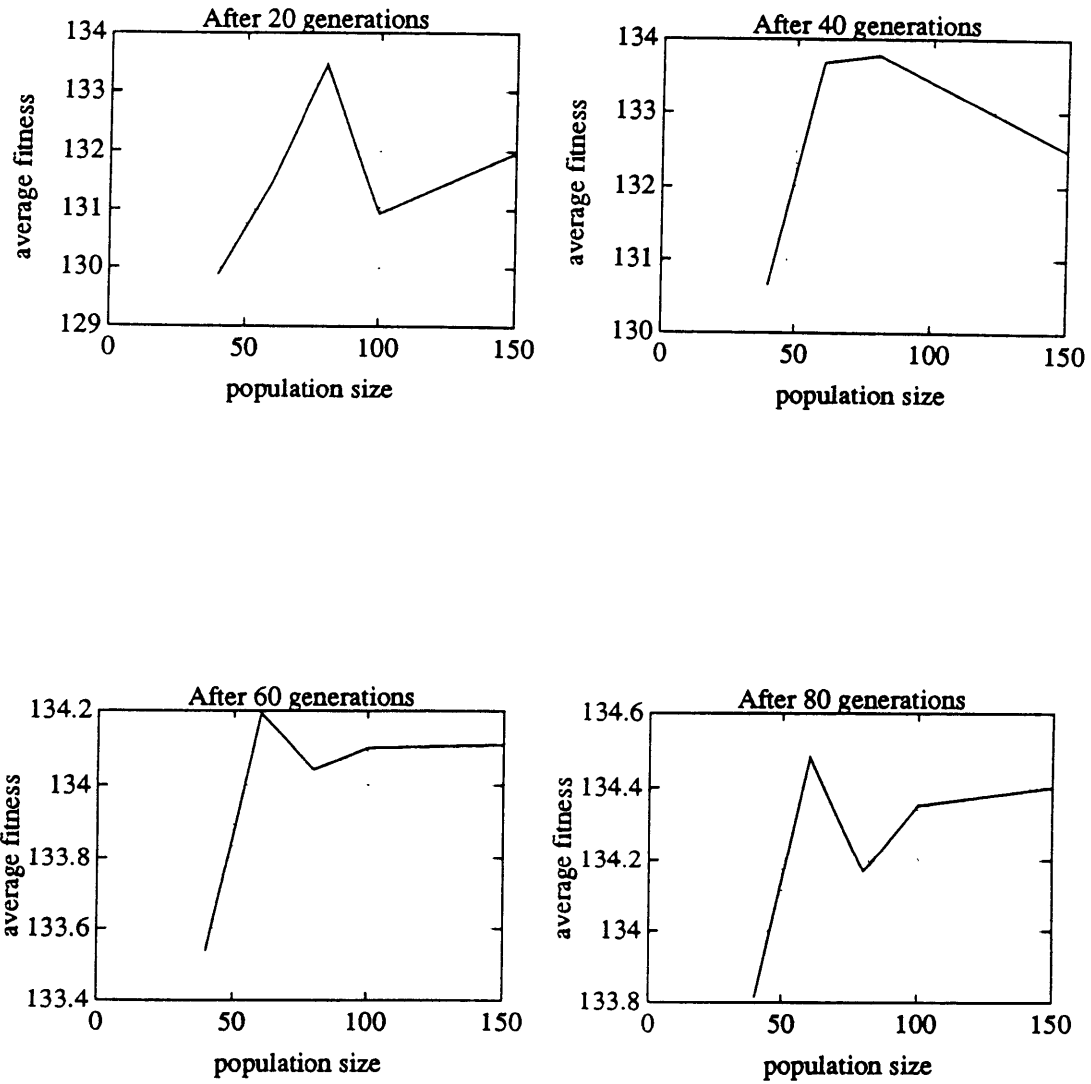 After 20 generations
134
133
132
131
130
129
average fitness
0 50 100 150
population size
After 40 generations
134
133
132
131
130
average fitness
0 50 100 150
population size
After 60 generations
134.2
134
133.8
133.6
133.4
average fitness
0 50 100 150
population size
After 80 generations
134.6
134.4
134.2
134
133.8
average fitness
0 50 100 150
population size